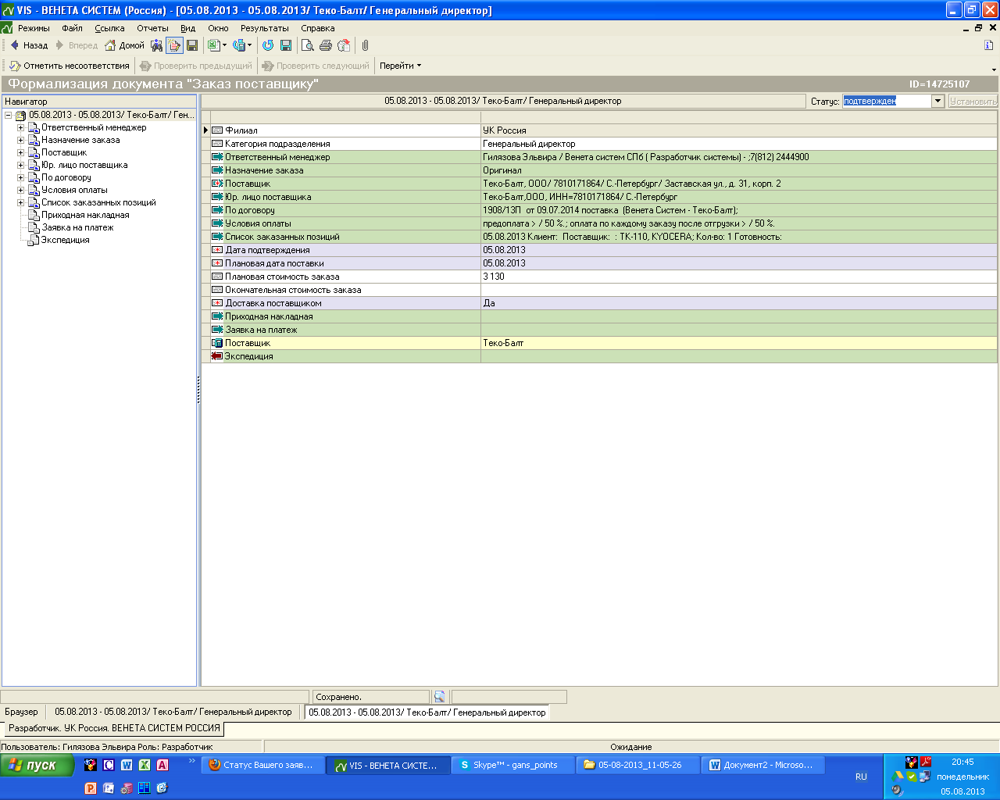 VIS - ВЕНЕТА СИСТЕМ (Россия) - [05.08.2013 - 05.08.2013/ Теко-Балт/ Генеральный директор]
Режимы Файл Ссылка Отчеты Вид Окно Результаты Справка
Назад Вперед Домой
Отметить несоответствия Проверить предыдущий Проверить следующий Перейти
Формализация документа "Заказ поставщику" ID=14725107
Навигатор
05.08.2013 - 05.08.2013/ Теко-Балт/ Ген...
Ответственный менеджер
Назначение заказа
Поставщик
Юр. лицо поставщика
По договору
Условия оплаты
Список заказанных позиций
Приходная накладная
Заявка на платеж
Экспедиция
05.08.2013 - 05.08.2013/ Теко-Балт/ Генеральный директор Статус: подтвержден Установить
Филиал УК Россия
Категория подразделения Генеральный директор
Ответственный менеджер Гилязова Эльвира / Венета систем СПб ( Разработчик системы) - ;7(812) 2444900
Назначение заказа Оригинал
Поставщик Теко-Балт, ООО/ 7810171864/ С.-Петербург/ Заставская ул., д. 31, корп. 2
Юр. лицо поставщика Теко-Балт,ООО, ИНН=7810171864/ С.-Петербург
По договору 1908/13П от 09.07.2014 поставка (Венета Систем - Теко-Балт);
Условия оплаты предоплата > / 50 %.; оплата по каждому заказу после отгрузки > / 50 %.
Список заказанных позиций 05.08.2013 Клиент: Поставщик: : TK-110, KYOCERA; Кол-во: 1 Готовность:
Дата подтверждения 05.08.2013
Плановая дата поставки 05.08.2013
Плановая стоимость заказа 3 130
Окончательная стоимость заказа
Доставка поставщиком Да
Приходная накладная
Заявка на платеж
Поставщик Теко-Балт
Экспедиция
Сохранено.
Браузер 05.08.2013 - 05.08.2013/ Теко-Балт/ Генеральный директор 05.08.2013 - 05.08.2013/ Теко-Балт/ Генеральный директор
Разработчик. УК Россия. ВЕНЕТА СИСТЕМ РОССИЯ
Пользователь: Гилязова Эльвира Роль: Разработчик Ожидание
пуск Статус Вашего заяв... VIS - ВЕНЕТА СИСТЕ... Skype™ - gans_points 05-08-2013_11-05-26 Документ2 - Microso... RU
20:45
понедельник
05.08.2013